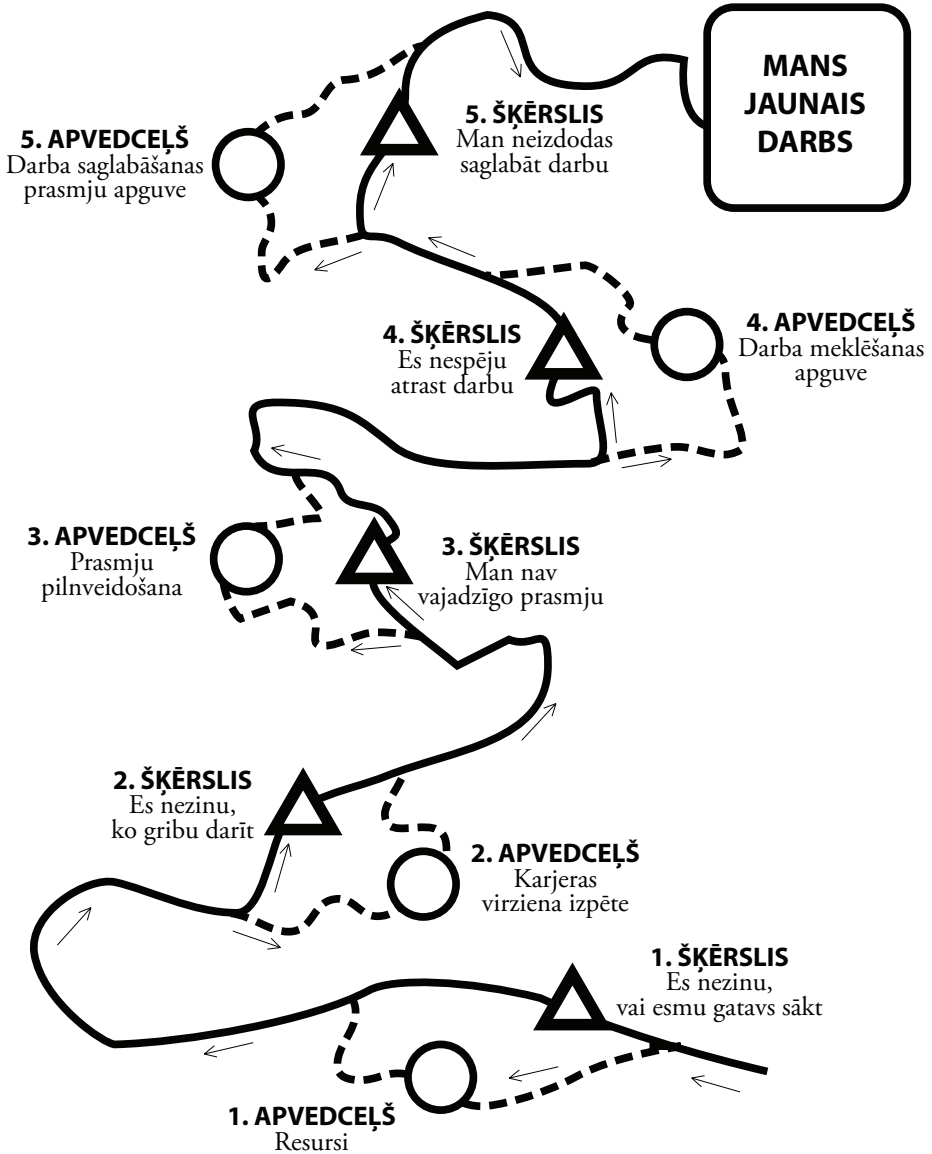 MANS
JAUNAIS
DARBS
5. ŠĶĒRSLIS
Man neizdodas
saglabāt darbu
5. APVEDCEĻŠ
Darba saglabāšanas
prasmju apguve
4. ŠĶĒRSLIS
Es nespēju
atrast darbu
4. APVEDCEĻŠ
Darba meklēšanas
apguve
3. APVEDCEĻŠ
Prasmju
pilnveidošana
3. ŠĶĒRSLIS
Man nav
vajadzīgo prasmju
2. ŠĶĒRSLIS
Es nezinu,
ko gribu darīt
2. APVEDCEĻŠ
Karjeras
virziena izpēte
1. ŠĶĒRSLIS
Es nezinu,
vai esmu gatavs sākt
1. APVEDCEĻŠ
Resursi